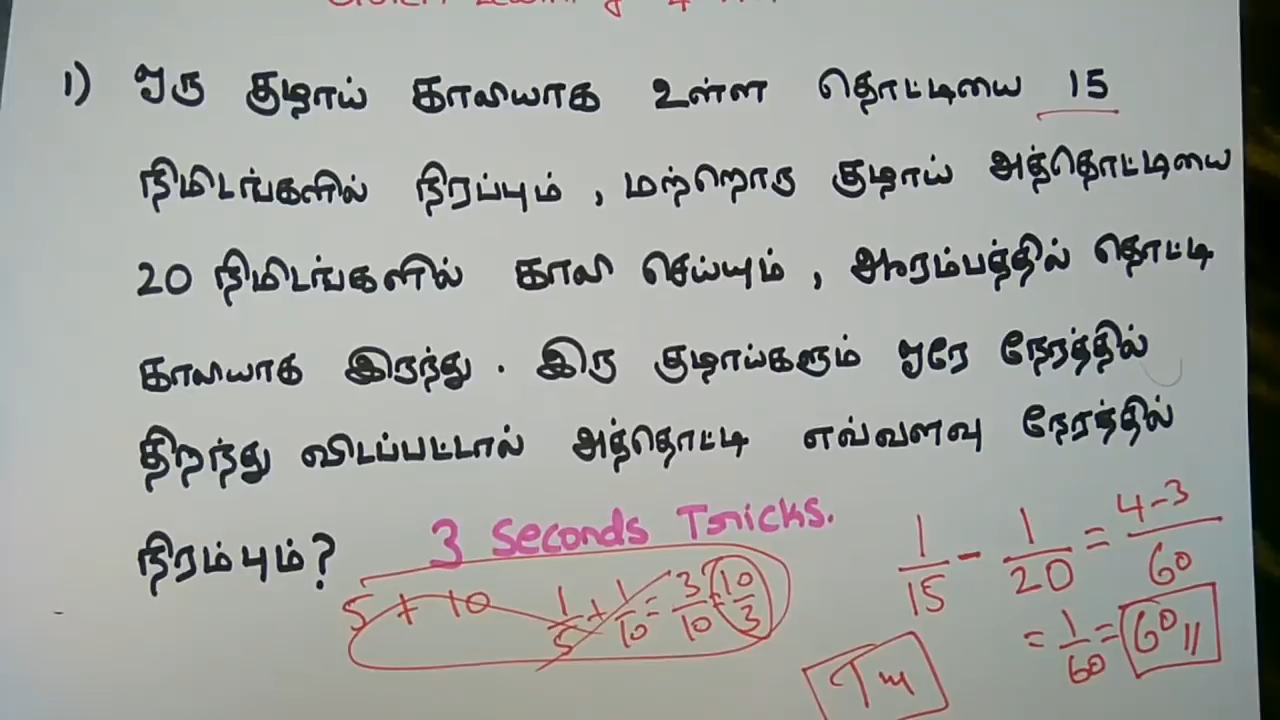 1) ஒரு குழாய் காலியாக உள்ள தொட்டியை 15
நிமிடங்களில் நிரப்பும் , மற்றொரு குழாய் அத்தொட்டியை
20 நிமிடங்களில் காலி செய்யும் , ஆரம்பத்தில் தொட்டி
காலியாக இருந்து . இரு குழாய்களும் ஒரே நேரத்தில்
திறந்து விடப்பட்டால் அத்தொட்டி எவ்வளவு நேரத்தில்
நிரம்பும்?
3 Seconds Tricks.
1/15 - 1/20 = 4-3/60
= 1/60 = 60
5 + 10 1/5 + 1/10 = 3/10 = 10/3